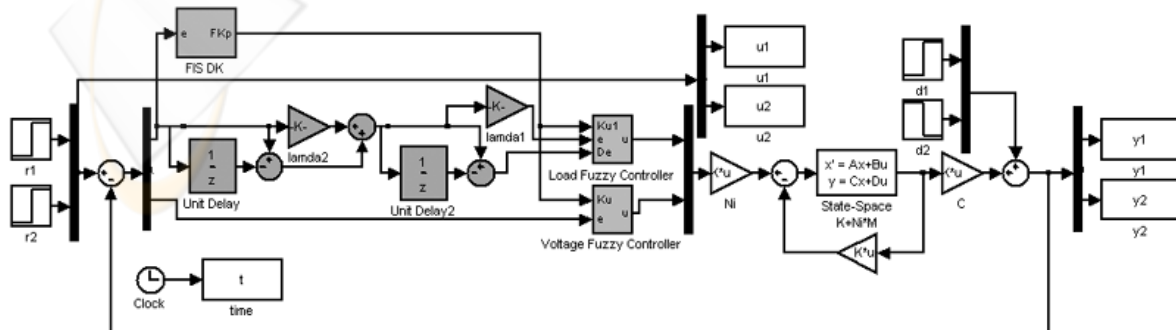 e FKp
FIS DK
r1
r2
1
z
Unit Delay
-K-
lamda2
1
z
Unit Delay2
-K-
lamda1
Ku1
e u
De
Load Fuzzy Controller
Ku
e u
Voltage Fuzzy Controller
u1
u1
u2
u2
K*u
Ni
x' = Ax+Bu
y = Cx+Du
State-Space
K+Ni*M
K*u
d1
d2
K*u
C
y1
y1
y2
y2
Clock
t
time